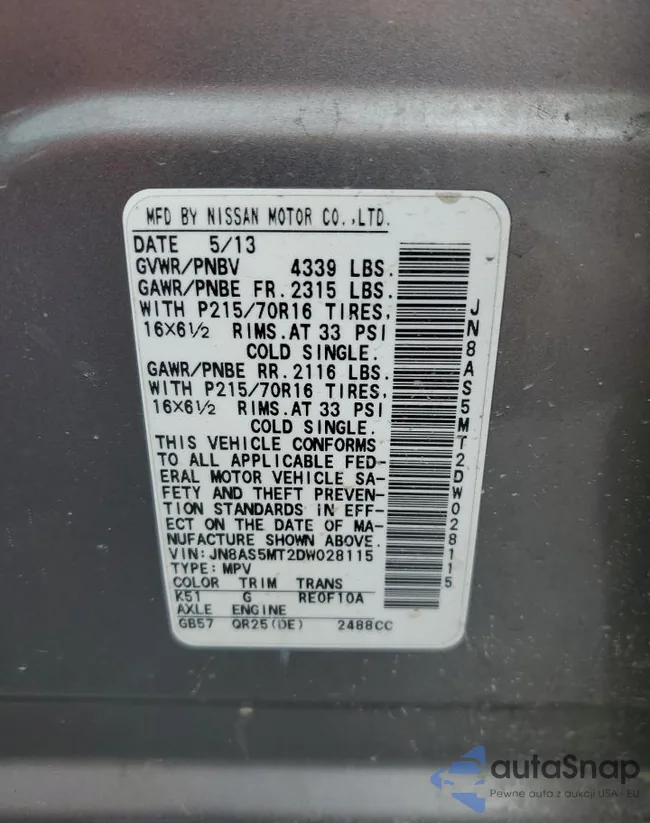 MFD BY NISSAN MOTOR CO.,LTD.
DATE 5/13
GVWR/PNBV 4339 LBS.
GAWR/PNBE FR.2315 LBS.
WITH P215/70R16 TIRES,
16×6½ RIMS.AT 33 PSI
COLD SINGLE.
GAWR/PNBE RR.2116 LBS.
WITH P215/70R16 TIRES,
16×6½ RIMS.AT 33 PSI
COLD SINGLE.
THIS VEHICLE CONFORMS
TO ALL APPLICABLE FED-
ERAL MOTOR VEHICLE SA-
FETY AND THEFT PREVEN-
TION STANDARDS IN EFF-
ECT ON THE DATE OF MA-
NUFACTURE SHOWN ABOVE.
VIN:JN8AS5MT2DW028115
TYPE:MPV
COLOR TRIM TRANS
K51 G RE0F10A
AXLE ENGINE
GB57 QR25(DE) 2488CC
JN8AS5MT2DW028115
autaSnap
Pewne auta z aukcji USA - EU